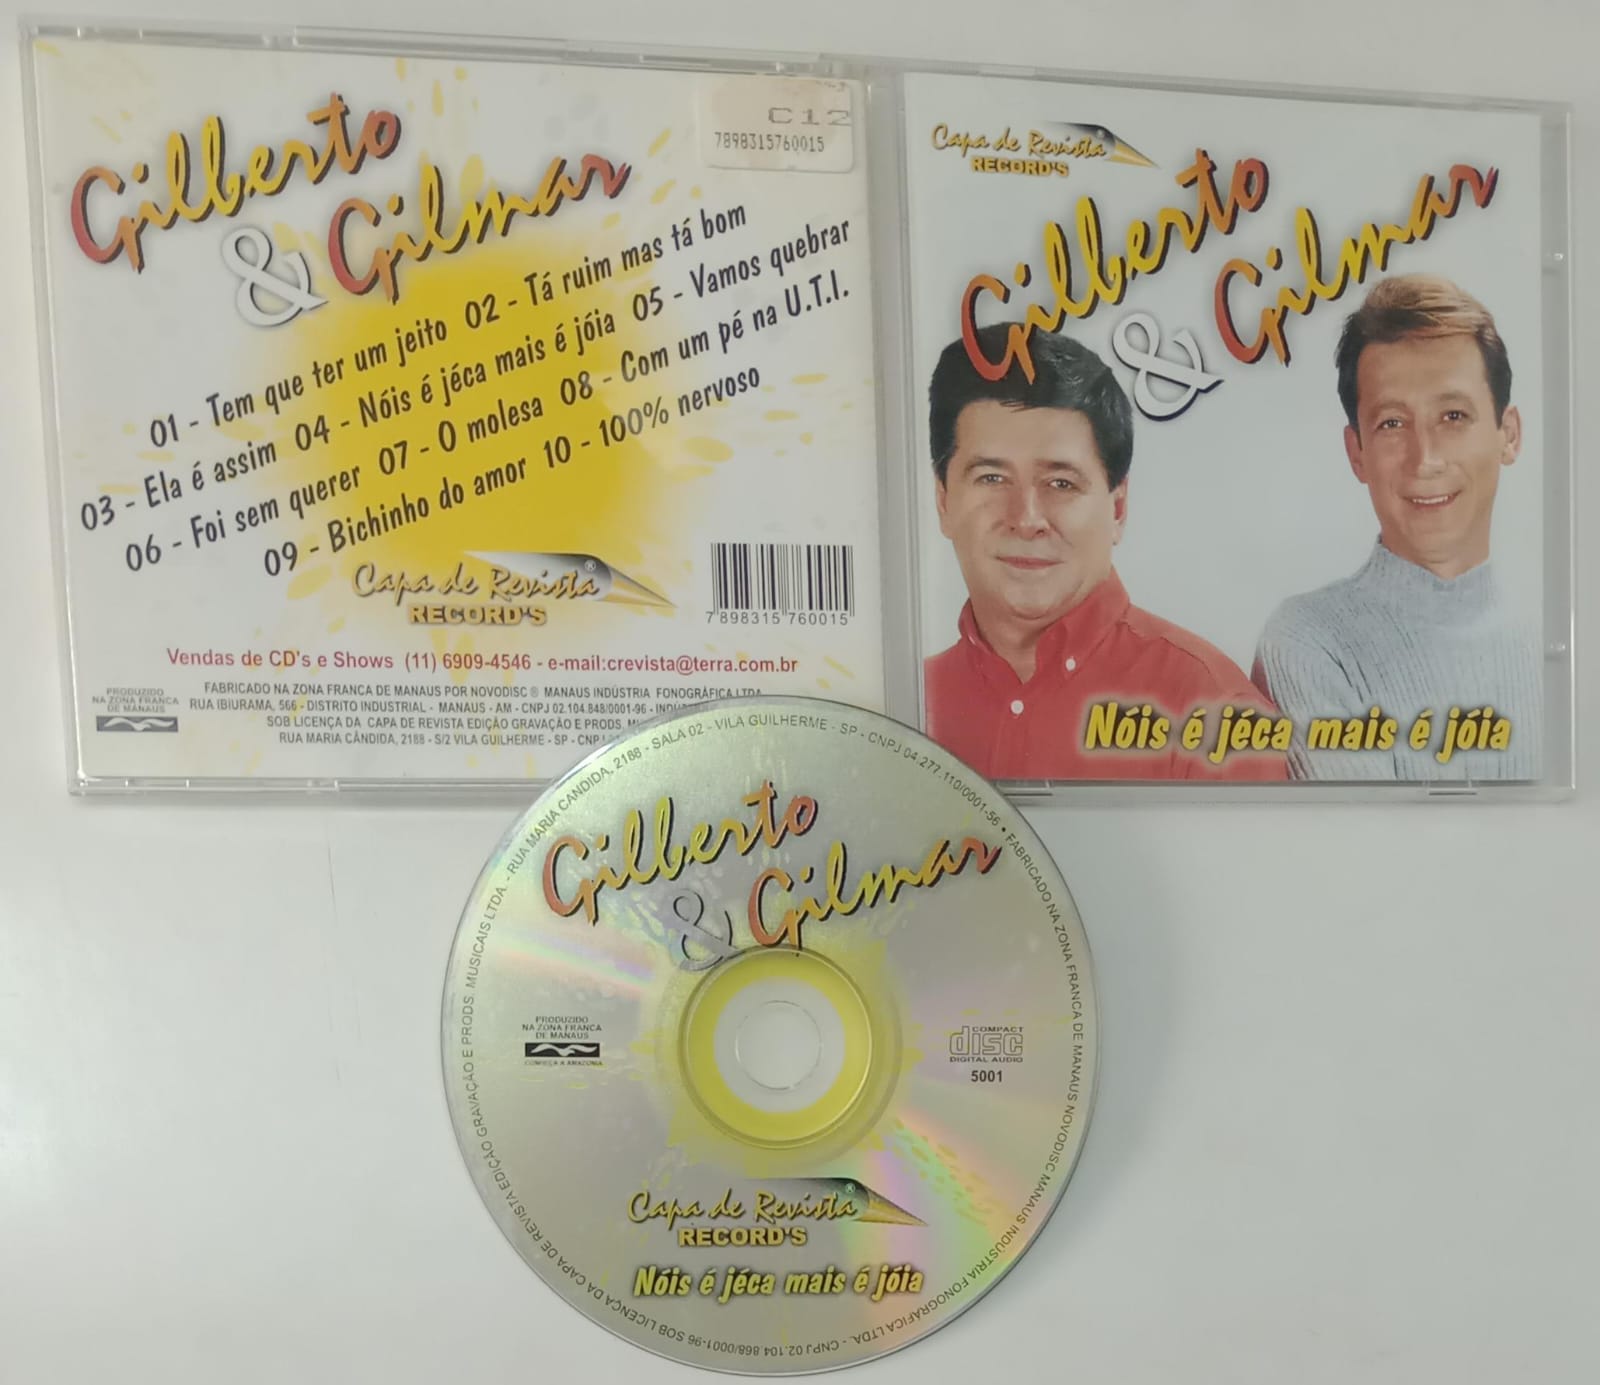 Gilberto
& Gilmar
C12
7898315760015
01 - Tem que ter um jeito 02 - Tá ruim mas tá bom
03 - Ela é assim 04 - Nóis é jéca mais é jóia 05 - Vamos quebrar
06 - Foi sem querer 07 - O molesa 08 - Com um pé na U.T.I.
09 - Bichinho do amor 10 - 100% nervoso
Capa de Revista ®
RECORD'S
7 898315 760015
Vendas de CD's e Shows (11) 6909-4546 - e-mail:crevista@terra.com.br
PRODUZIDO
NA ZONA FRANCA
DE MANAUS
FABRICADO NA ZONA FRANCA DE MANAUS POR NOVODISC ® MANAUS INDÚSTRIA FONOGRÁFICA LTDA
RUA IBIURAMA, 566 - DISTRITO INDUSTRIAL - MANAUS - AM - CNPJ 02.104.848/0001-96 -
SOB LICENÇA DA CAPA DE REVISTA EDIÇÃO GRAVAÇÃO E PRODS.
RUA MARIA CÂNDIDA, 2188 - S/2 VILA GUILHERME - SP - CNPJ
Capa de Revista
RECORD'S
Gilberto
& Gilmar
Nóis é jéca mais é jóia
SOB LICENÇA DA CAPA DE REVISTA EDIÇÃO GRAVAÇÃO E PRODS. MUSICAIS LTDA. - RUA MARIA CANDIDA, 2188 - SALA 02 - VILA GUILHERME - SP - CNPJ 04.277.110/0001-56 • FABRICADO NA ZONA FRANCA DE MANAUS NOVODISC MANAUS INDÚSTRIA FONOGRÁFICA LTDA. - CNPJ 02.104.868/0001-96
Gilberto
& Gilmar
PRODUZIDO
NA ZONA FRANCA
DE MANAUS
CONHEÇA A AMAZONIA
COMPACT
disc
DIGITAL AUDIO
5001
Capa de Revista ®
RECORD'S
Nóis é jéca mais é jóia